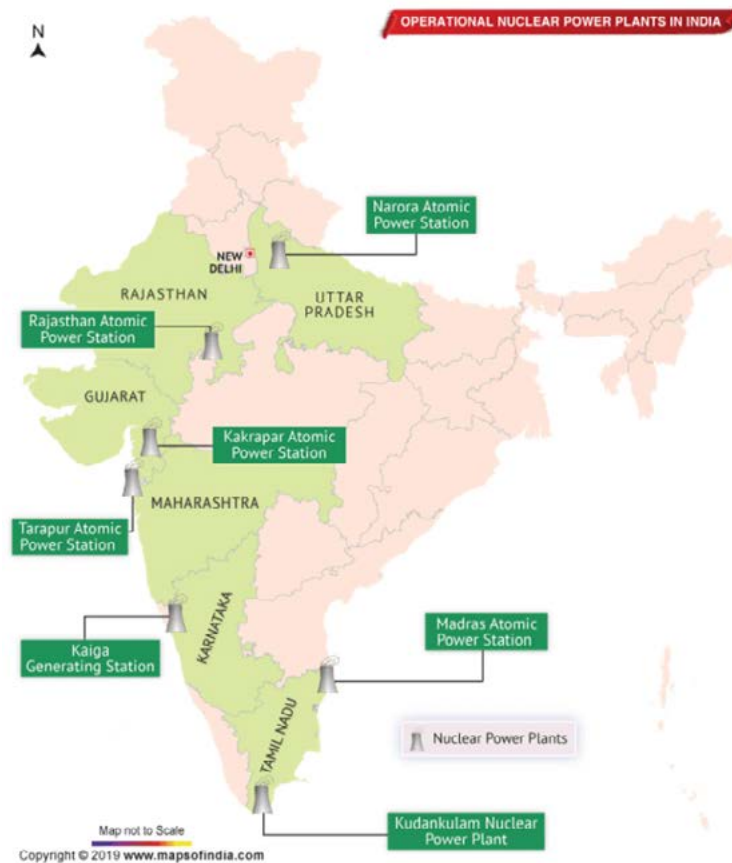 OPERATIONAL NUCLEAR POWER PLANTS IN INDIA
N
Narora Atomic
Power Station
NEW
DELHI
RAJASTHAN
UTTAR
PRADESH
Rajasthan Atomic
Power Station
GUJARAT
Kakrapar Atomic
Power Station
MAHARASHTRA
Tarapur Atomic
Power Station
KARNATAKA
Madras Atomic
Power Station
Kaiga
Generating Station
TAMIL NADU
Nuclear Power Plants
Kudankulam Nuclear
Power Plant
Map not to Scale
Copyright © 2019 www.mapsofindia.com